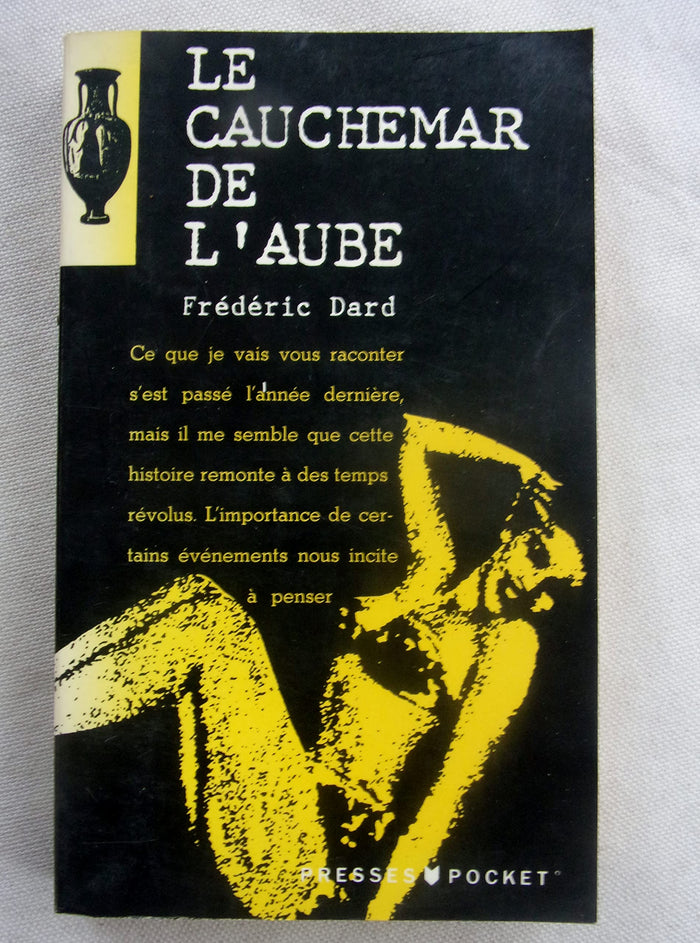 LE
CAUCHEMAR
DE
L'AUBE
Frédéric Dard
Ce que je vais vous raconter
s'est passé l'année dernière,
mais il me semble que cette
histoire remonte à des temps
révolus. L'importance de cer-
tains événements nous incite
à penser
PRESSES POCKET